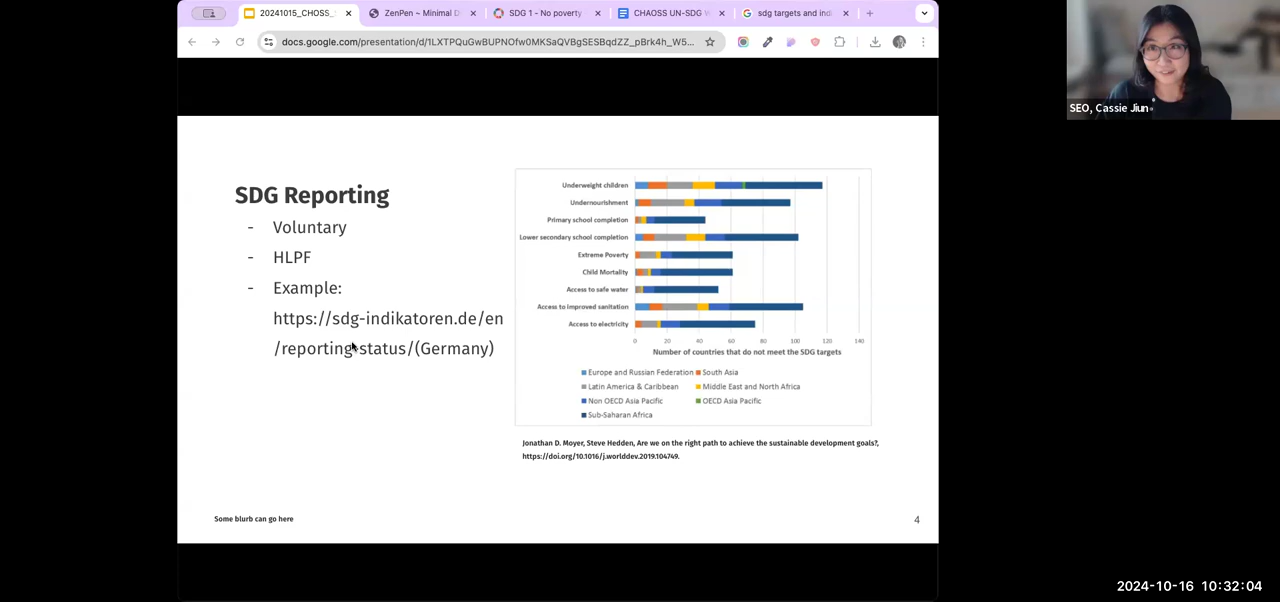 20241015_CHOSS_
ZenPen ~ Minimal D
SDG 1 - No poverty
CHAOSS UN-SDG W
sdg targets and indi
docs.google.com/presentation/d/1LXTPQuGwBUPNOfw0MKSaQVBgSESBqdZZ_pBrk4h_W5...
SEO, Cassie Jiun
SDG Reporting
- Voluntary
- HLPF
- Example:
https://sdg-indikatoren.de/en
/reporting-status/(Germany)
Underweight children
Undernourishment
Primary school completion
Lower secondary school completion
Extreme Poverty
Child Mortality
Access to safe water
Access to improved sanitation
Access to electricity
0 20 40 60 80 100 120 140
Number of countries that do not meet the SDG targets
Europe and Russian Federation South Asia
Latin America & Caribbean Middle East and North Africa
Non OECD Asia Pacific OECD Asia Pacific
Sub-Saharan Africa
Jonathan D. Moyer, Steve Hedden, Are we on the right path to achieve the sustainable development goals?,
https://doi.org/10.1016/j.worlddev.2019.104749.
Some blurb can go here
4
2024-10-16 10:32:04